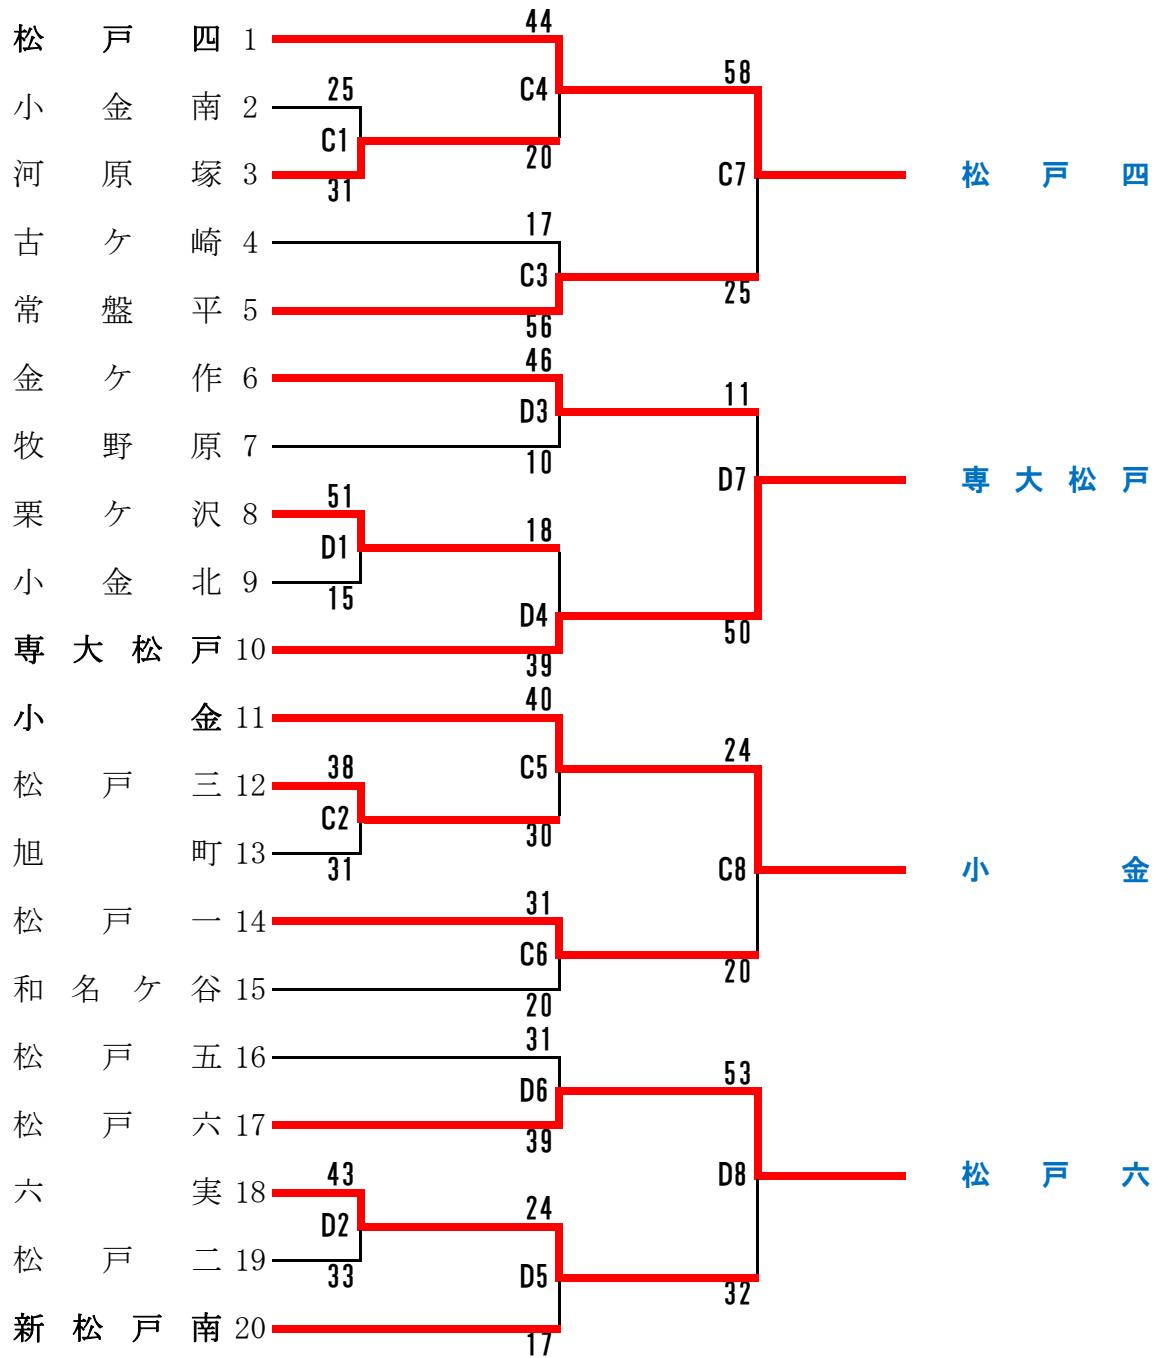 44
松戸四 1
58
25
C4
小金南 2
C1
20
河原塚 3
C7
松戸四
31
17
古ケ崎 4
C3
25
常盤平 5
56
46
金ケ作 6
11
D3
牧野原 7
10
D7
専大松戸
51
栗ケ沢 8
18
D1
小金北 9
15
D4
50
専大松戸 10
39
40
小金 11
24
38
C5
松戸三 12
C2
30
旭町 13
31
C8
小金
31
松戸一 14
C6
20
和名ケ谷 15
20
31
松戸五 16
53
D6
松戸六 17
39
43
D8
松戸六
六実 18
24
D2
松戸二 19
33
D5
32
新松戸南 20
17